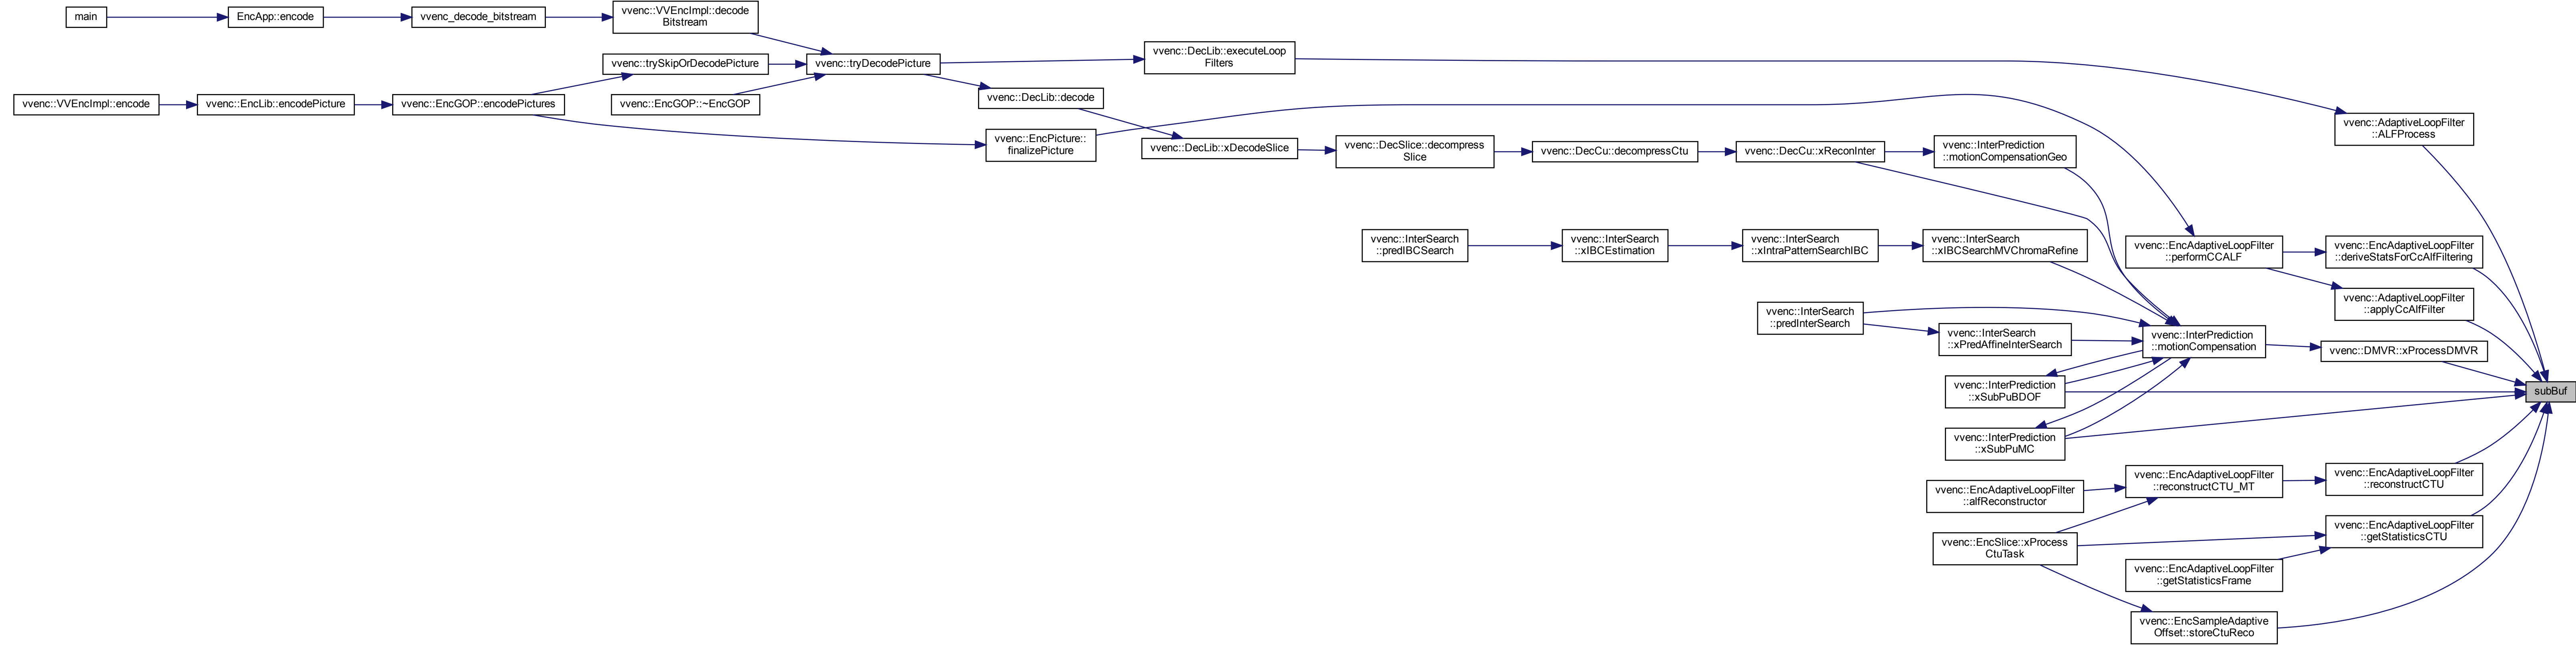 main
EncApp::encode
vvenc_decode_bitstream
vvenc::VVEncImpl::decode
Bitstream
vvenc::trySkipOrDecodePicture
vvenc::tryDecodePicture
vvenc::DecLib::executeLoop
Filters
vvenc::VVEncImpl::encode
vvenc::EncLib::encodePicture
vvenc::EncGOP::encodePictures
vvenc::EncGOP::~EncGOP
vvenc::DecLib::decode
vvenc::EncPicture::
finalizePicture
vvenc::DecLib::xDecodeSlice
vvenc::DecSlice::decompress
Slice
vvenc::DecCu::decompressCtu
vvenc::DecCu::xReconInter
vvenc::InterPrediction
::motionCompensationGeo
vvenc::AdaptiveLoopFilter
::ALFProcess
vvenc::InterSearch
::predIBCSearch
vvenc::InterSearch
::xIBCEstimation
vvenc::InterSearch
::xIntraPatternSearchIBC
vvenc::InterSearch
::xIBCSearchMVChromaRefine
vvenc::EncAdaptiveLoopFilter
::performCCALF
vvenc::EncAdaptiveLoopFilter
::deriveStatsForCcAlfFiltering
vvenc::AdaptiveLoopFilter
::applyCcAlfFilter
vvenc::InterSearch
::predInterSearch
vvenc::InterSearch
::xPredAffineInterSearch
vvenc::InterPrediction
::motionCompensation
vvenc::DMVR::xProcessDMVR
vvenc::InterPrediction
::xSubPuBDOF
subBuf
vvenc::InterPrediction
::xSubPuMC
vvenc::EncAdaptiveLoopFilter
::alfReconstructor
vvenc::EncAdaptiveLoopFilter
::reconstructCTU_MT
vvenc::EncAdaptiveLoopFilter
::reconstructCTU
vvenc::EncSlice::xProcess
CtuTask
vvenc::EncAdaptiveLoopFilter
::getStatisticsCTU
vvenc::EncAdaptiveLoopFilter
::getStatisticsFrame
vvenc::EncSampleAdaptive
Offset::storeCtuReco